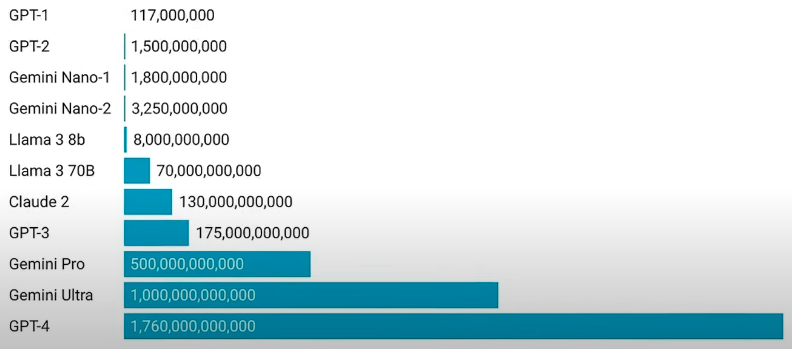 GPT-1 117,000,000
GPT-2 1,500,000,000
Gemini Nano-1 1,800,000,000
Gemini Nano-2 3,250,000,000
Llama 3 8b 8,000,000,000
Llama 3 70B 70,000,000,000
Claude 2 130,000,000,000
GPT-3 175,000,000,000
Gemini Pro 500,000,000,000
Gemini Ultra 1,000,000,000,000
GPT-4 1,760,000,000,000